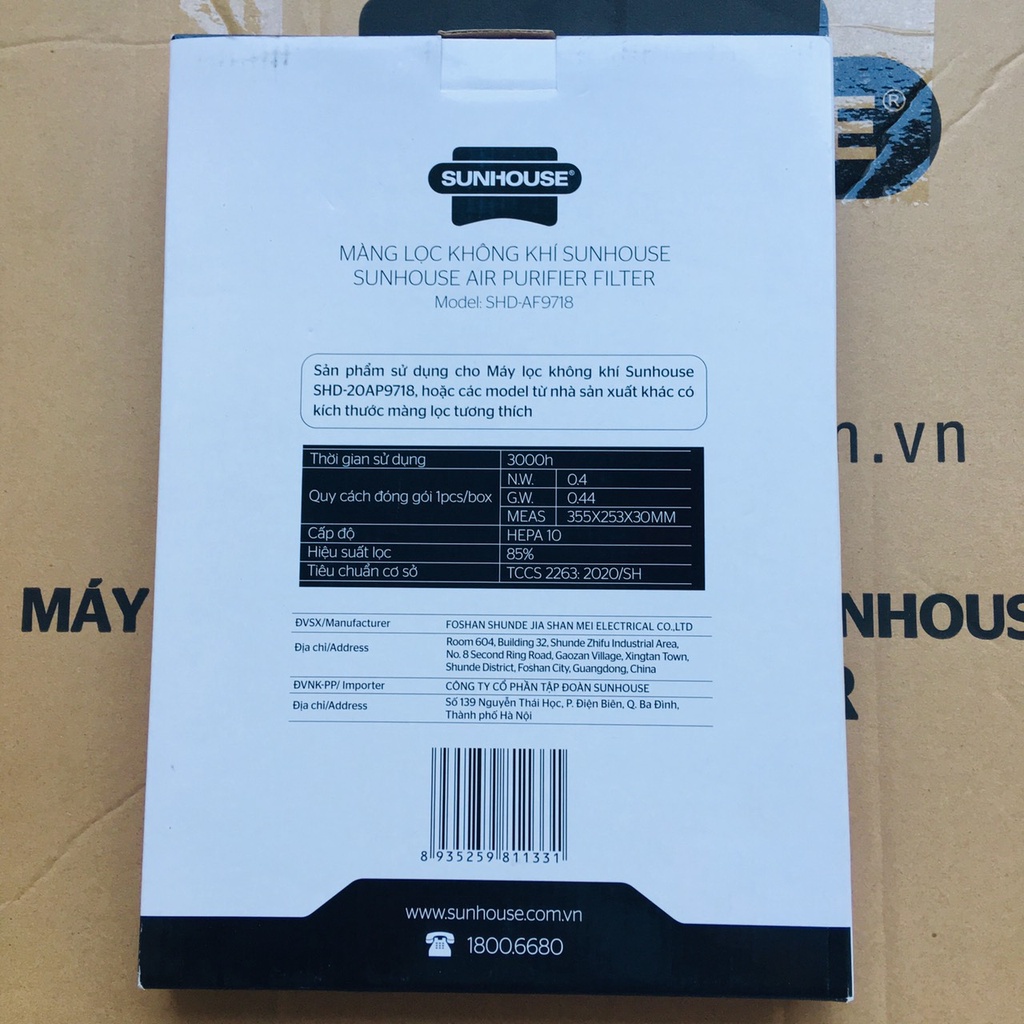 SUNHOUSE®
MÀNG LỌC KHÔNG KHÍ SUNHOUSE
SUNHOUSE AIR PURIFIER FILTER
Model: SHD-AF9718
Sản phẩm sử dụng cho Máy lọc không khí Sunhouse
SHD-20AP9718, hoặc các model từ nhà sản xuất khác có
kích thước màng lọc tương thích
Thời gian sử dụng 3000h
Quy cách đóng gói 1pcs/box
N.W. 0.4
G.W. 0.44
MEAS 355X253X30MM
Cấp độ HEPA 10
Hiệu suất lọc 85%
Tiêu chuẩn cơ sở TCCS 2263: 2020/SH
ĐVSX/Manufacturer FOSHAN SHUNDE JIA SHAN MEI ELECTRICAL CO.,LTD
Địa chỉ/Address Room 604, Building 32, Shunde Zhifu Industrial Area,
No. 8 Second Ring Road, Gaozan Village, Xingtan Town,
Shunde District, Foshan City, Guangdong, China
ĐVNK-PP/ Importer CÔNG TY CỔ PHẦN TẬP ĐOÀN SUNHOUSE
Địa chỉ/Address Số 139 Nguyễn Thái Học, P. Điện Biên, Q. Ba Đình,
Thành phố Hà Nội
8 935259 811331
www.sunhouse.com.vn
1800.6680
E®
n.vn
MÁY NHOUS
R